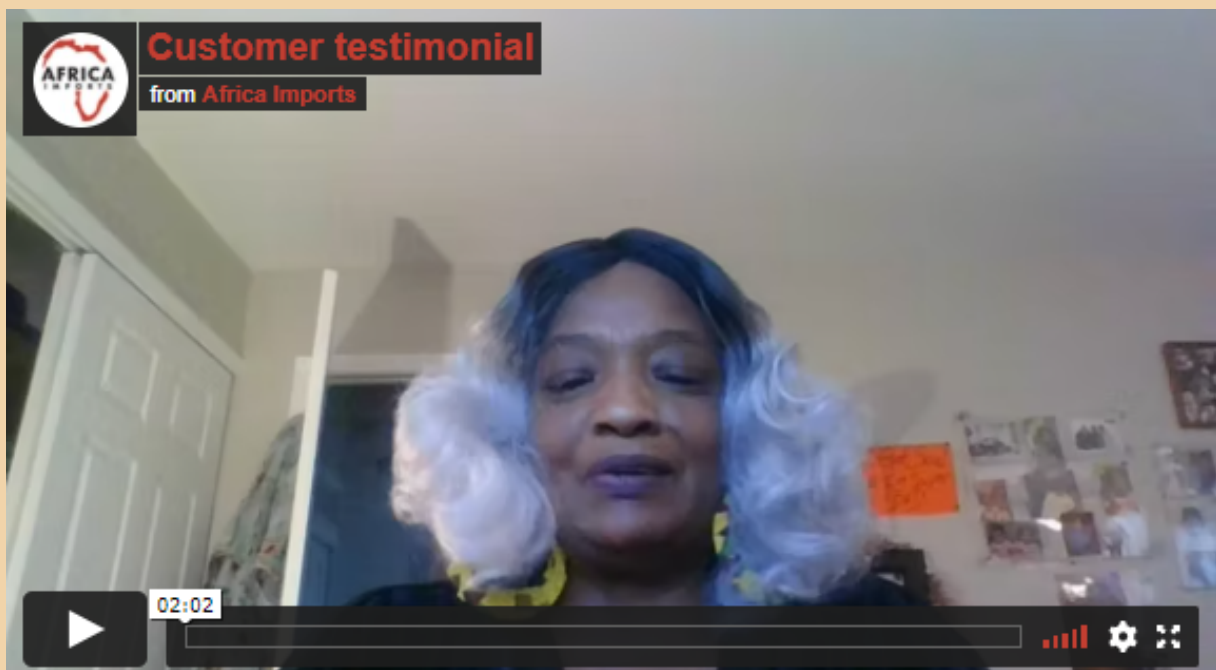 AFRICA
IMPORTS
Customer testimonial
from Africa Imports
02:02